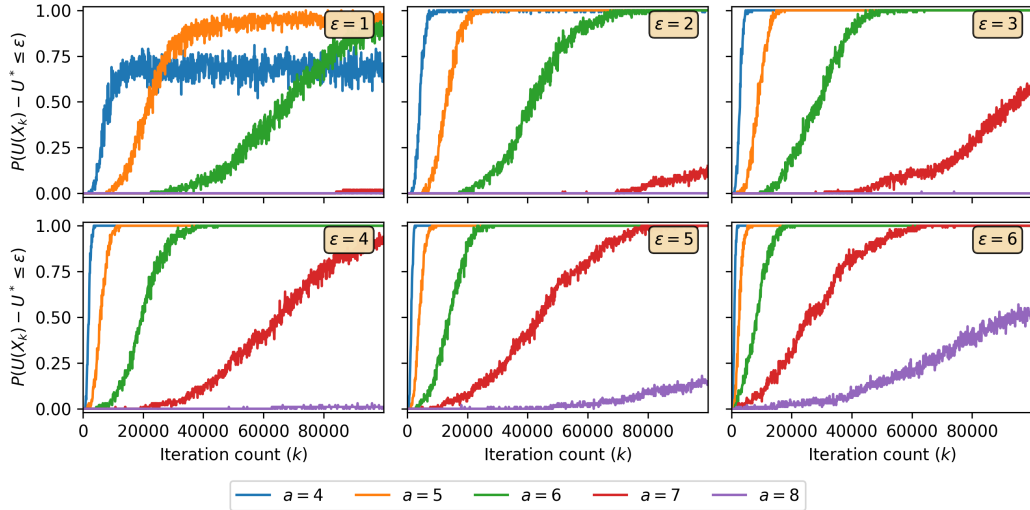 1.00
0.75
0.50
0.25
0.00
P(U(X_k) − U* ≤ ε)
ε = 1
ε = 2
ε = 3
1.00
0.75
0.50
0.25
0.00
P(U(X_k) − U* ≤ ε)
ε = 4
ε = 5
ε = 6
0 20000 40000 60000 80000
0 20000 40000 60000 80000
0 20000 40000 60000 80000
Iteration count (k)
Iteration count (k)
Iteration count (k)
a = 4 a = 5 a = 6 a = 7 a = 8